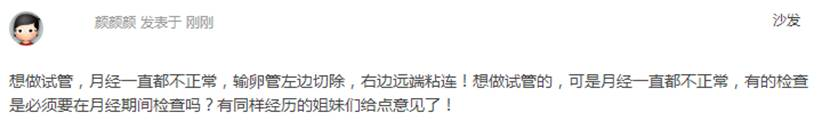 颜颜颜 发表于 刚刚
沙发
想做试管，月经一直都不正常，输卵管左边切除，右边远端粘连！想做试管的，可是月经一直都不正常，有的检查
是必须要在月经期间检查吗？有同样经历的姐妹们给点意见了！